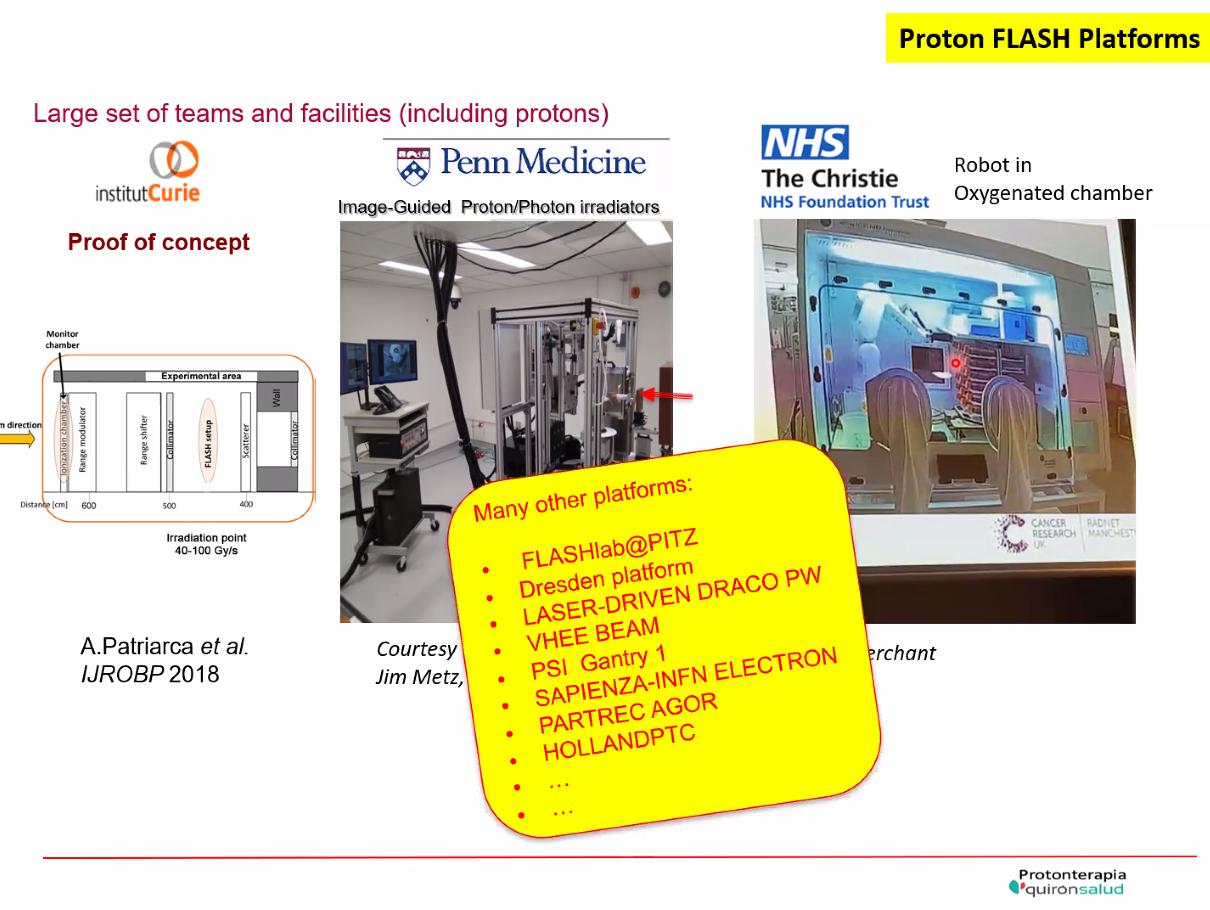 Proton FLASH Platforms
Large set of teams and facilities (including protons)
institutCurie
Proof of concept
Monitor
chamber
Experimental area
m direction
Ionization chamber
Range modulator
Range shifter
Collimator
FLASH setup
Scatterer
Wall
Collimator
Distance [cm]
600
500
400
Irradiation point
40-100 Gy/s
A.Patriarca et al.
IJROBP 2018
Penn Medicine
Image-Guided Proton/Photon irradiators
Courtesy
Jim Metz,
NHS
The Christie
NHS Foundation Trust
Robot in
Oxygenated chamber
CANCER
RESEARCH
UK
RADNET
MANCHEST
erchant
Many other platforms:
• FLASHlab@PITZ
• Dresden platform
• LASER-DRIVEN DRACO PW
• VHEE BEAM
• PSI Gantry 1
• SAPIENZA-INFN ELECTRON
• PARTREC AGOR
• HOLLANDPTC
• ...
• ...
Protonterapia
quirónsalud